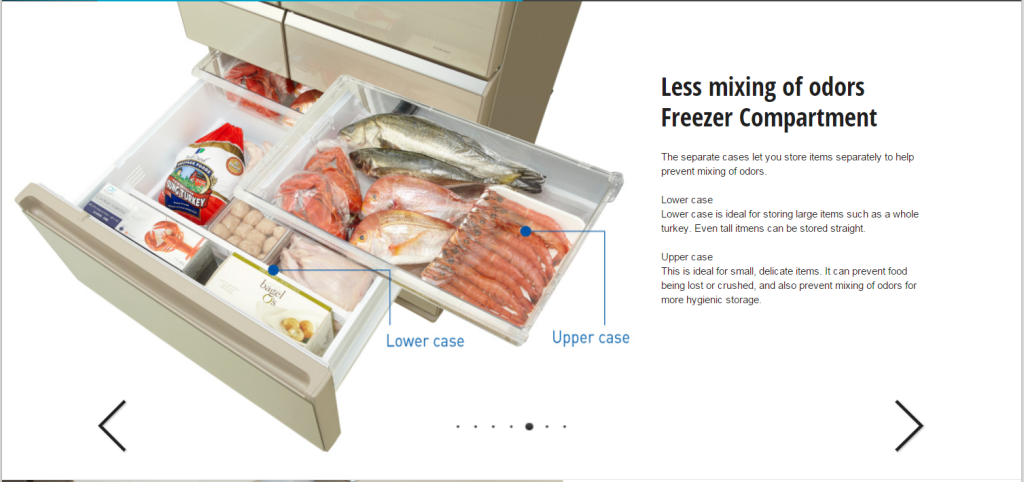 Less mixing of odors
Freezer Compartment
The separate cases let you store items separately to help
prevent mixing of odors.
Lower case
Lower case is ideal for storing large items such as a whole
turkey. Even tall itmens can be stored straight.
Upper case
This is ideal for small, delicate items. It can prevent food
being lost or crushed, and also prevent mixing of odors for
more hygienic storage.
YOUNG TURKEY
bagel
O's
Lower case
Upper case